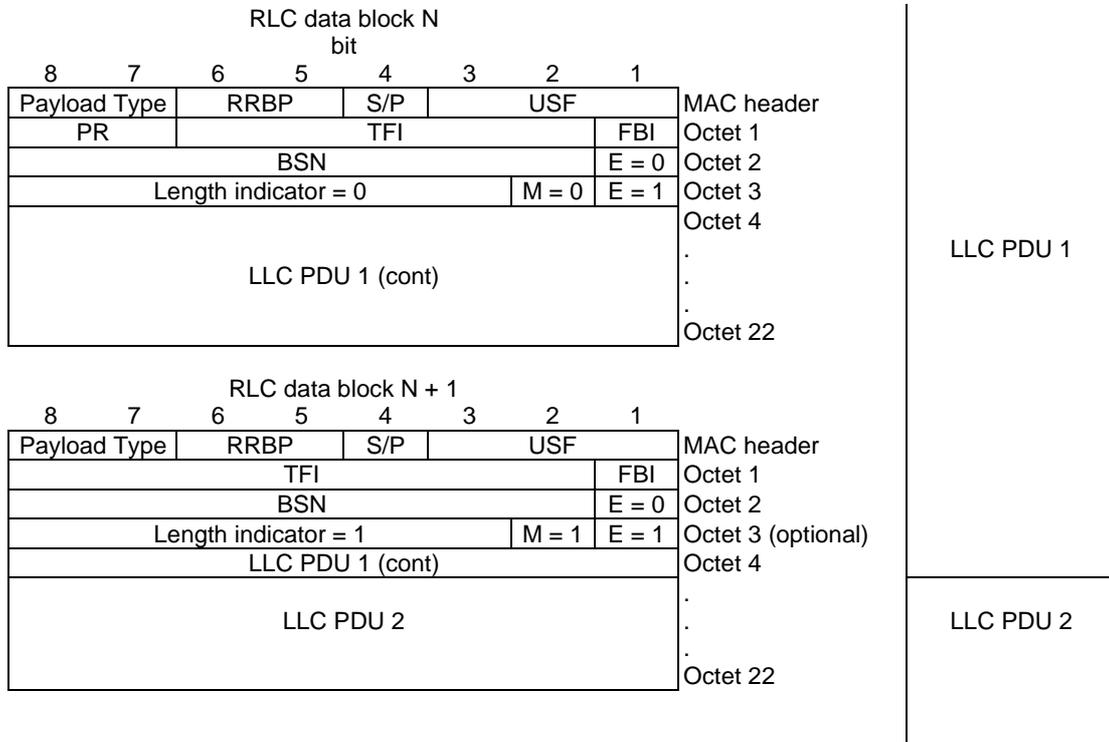 RLC data block N
bit
8 7 6 5 4 3 2 1
Payload Type RRBP S/P USF MAC header
PR TFI FBI Octet 1
BSN E = 0 Octet 2
Length indicator = 0 M = 0 E = 1 Octet 3
Octet 4
LLC PDU 1
.
LLC PDU 1 (cont)
.
.
Octet 22
RLC data block N + 1
8 7 6 5 4 3 2 1
Payload Type RRBP S/P USF MAC header
TFI FBI Octet 1
BSN E = 0 Octet 2
Length indicator = 1 M = 1 E = 1 Octet 3 (optional)
LLC PDU 1 (cont) Octet 4
.
LLC PDU 2 . LLC PDU 2
.
Octet 22